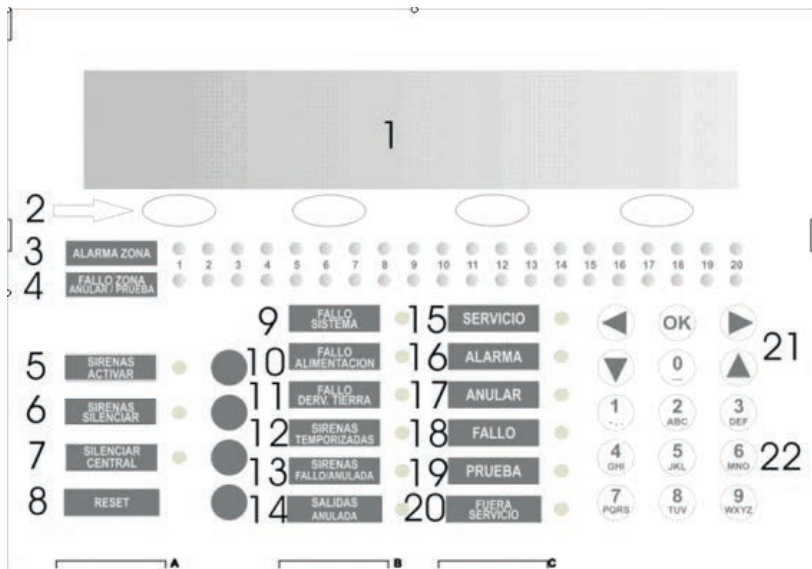 1
2
3 ALARMA ZONA
1 2 3 4 5 6 7 8 9 10 11 12 13 14 15 16 17 18 19 20
4 FALLO ZONA
ANULAR / PRUEBA
5 SIRENAS
ACTIVAR
6 SIRENAS
SILENCIAR
7 SILENCIAR
CENTRAL
8 RESET
9 FALLO
SISTEMA
10 FALLO
ALIMENTACION
11 FALLO
DERV. TIERRA
12 SIRENAS
TEMPORIZADAS
13 SIRENAS
FALLO/ANULADA
14 SALIDAS
ANULADA
15 SERVICIO
16 ALARMA
17 ANULAR
18 FALLO
19 PRUEBA
20 FUERA
SERVICIO
OK
21
0
_
1 2 3
-,. ABC DEF
4 5 6
GHI JKL MNO
22
7 8 9
PQRS TUV WXYZ
A B C